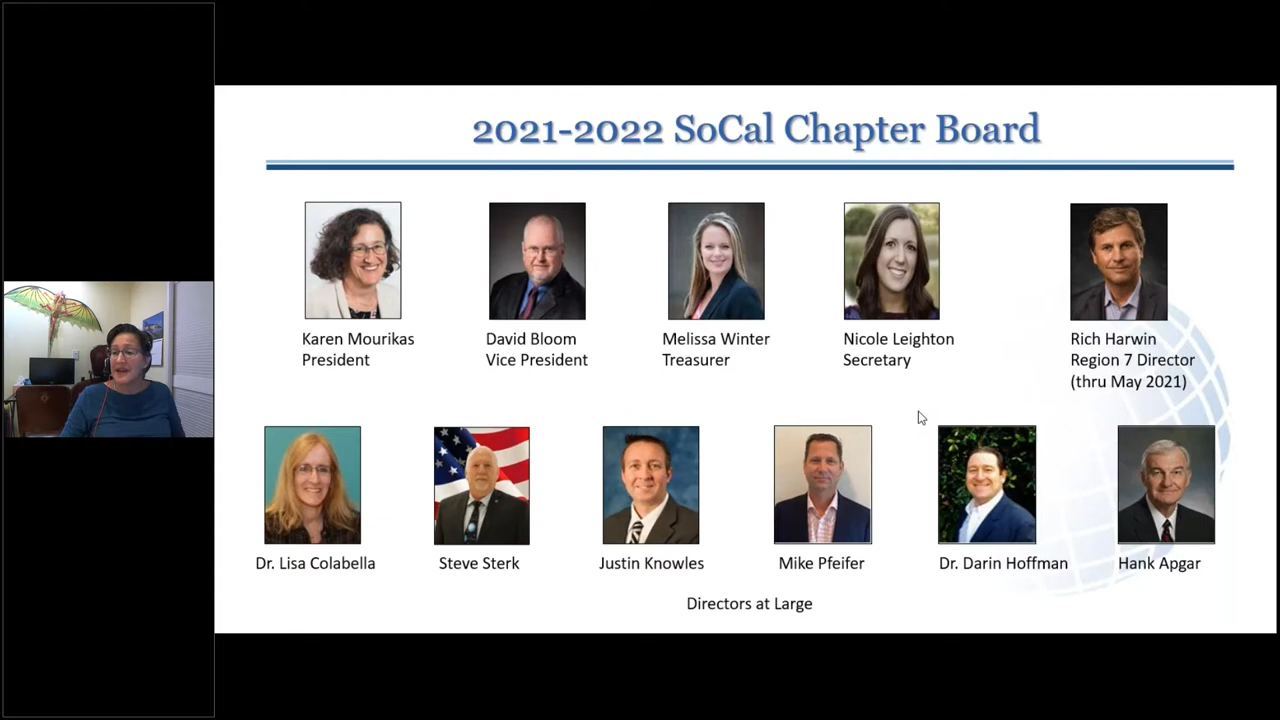 2021-2022 SoCal Chapter Board
Karen Mourikas
President
David Bloom
Vice President
Melissa Winter
Treasurer
Nicole Leighton
Secretary
Rich Harwin
Region 7 Director
(thru May 2021)
Dr. Lisa Colabella
Steve Sterk
Justin Knowles
Mike Pfeifer
Dr. Darin Hoffman
Hank Apgar
Directors at Large